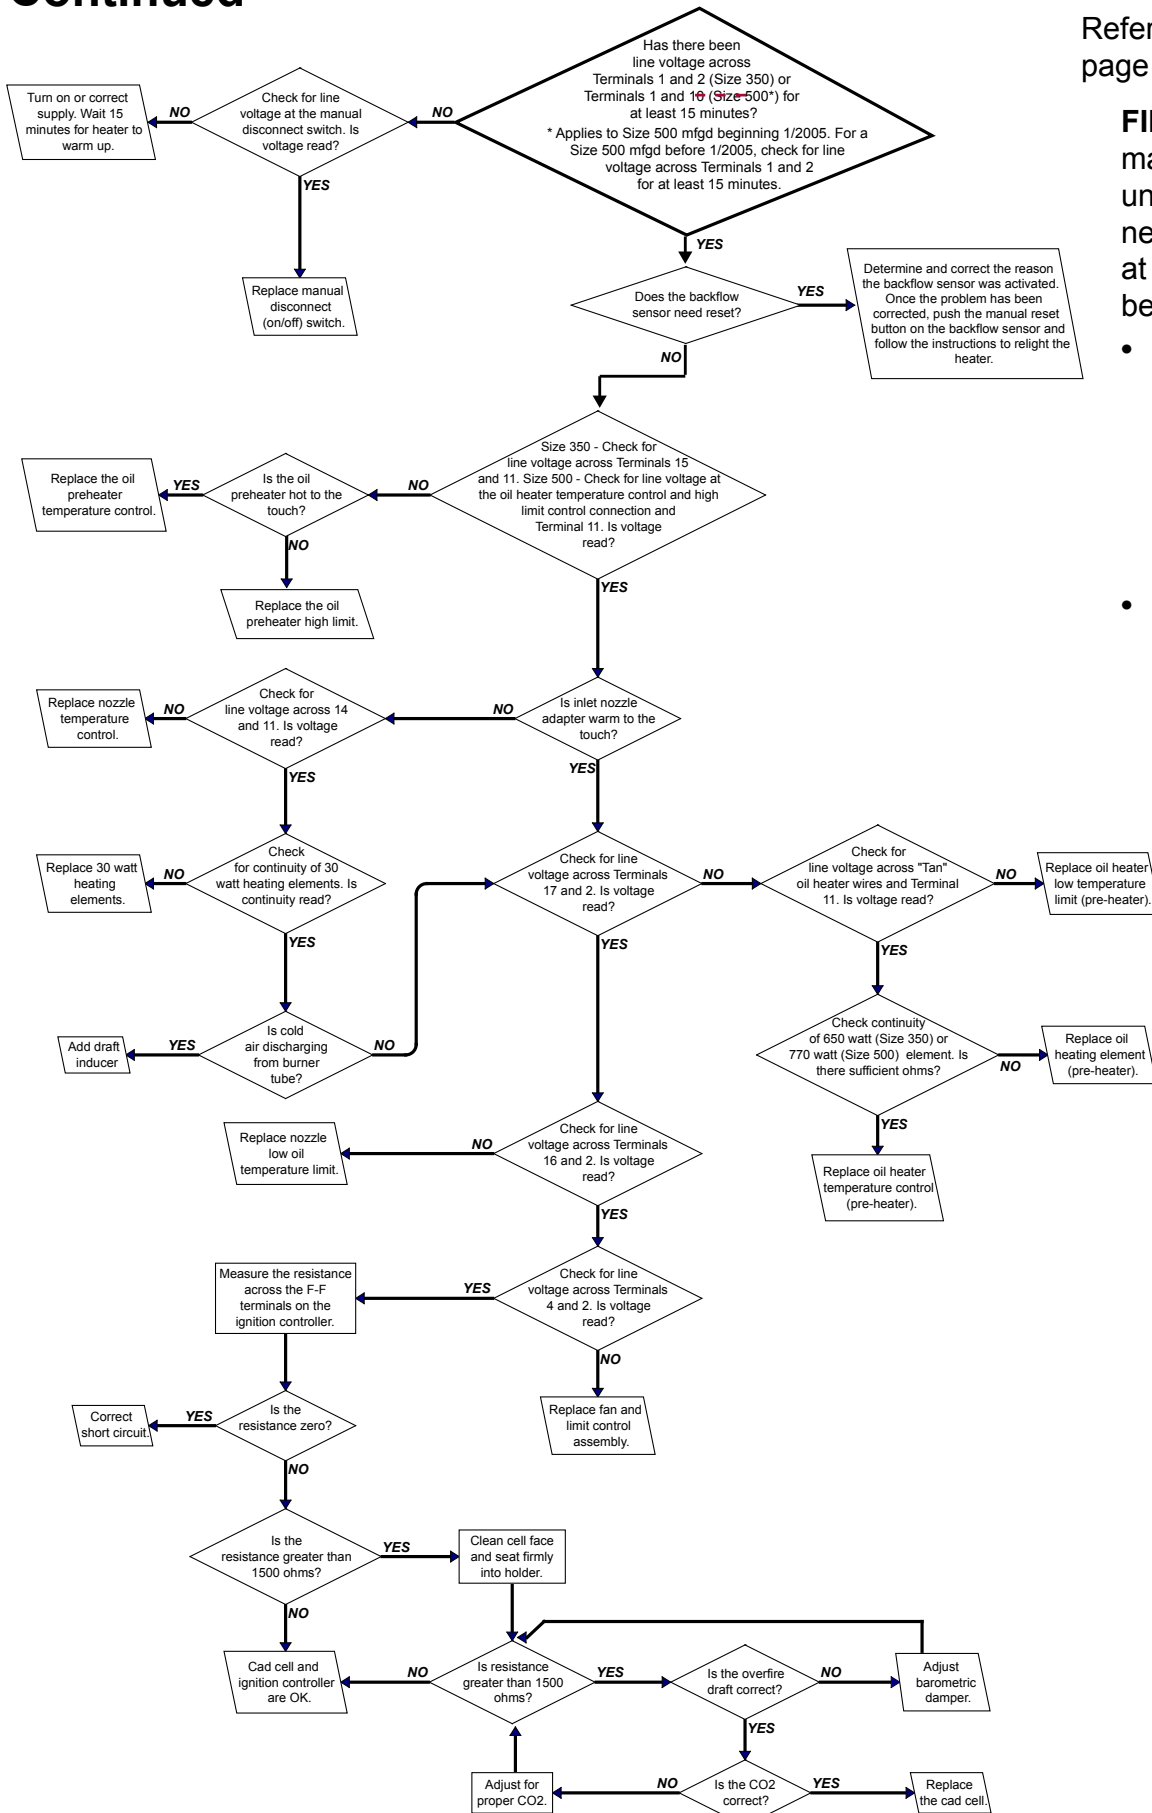 Continued
Refer
page
FI
ma
un
ne
at
be
•
•
Has there been
line voltage across
Terminals 1 and 2 (Size 350) or
Terminals 1 and 10 (Size 500*) for
at least 15 minutes?
* Applies to Size 500 mfgd beginning 1/2005. For a
Size 500 mfgd before 1/2005, check for line
voltage across Terminals 1 and 2
for at least 15 minutes.
NO
Check for line
voltage at the manual
disconnect switch. Is
voltage read?
NO
Turn on or correct
supply. Wait 15
minutes for heater to
warm up.
YES
Replace manual
disconnect
(on/off) switch.
YES
Does the backflow
sensor need reset?
YES
Determine and correct the reason
the backflow sensor was activated.
Once the problem has been
corrected, push the manual reset
button on the backflow sensor and
follow the instructions to relight the
heater.
NO
Size 350 - Check for
line voltage across Terminals 15
and 11. Size 500 - Check for line voltage at
the oil heater temperature control and high
limit control connection and
Terminal 11. Is voltage
read?
NO
Is the oil
preheater hot to the
touch?
YES
Replace the oil
preheater
temperature control.
NO
Replace the oil
preheater high limit.
YES
Is inlet nozzle
adapter warm to the
touch?
NO
Check for
line voltage across 14
and 11. Is voltage
read?
NO
Replace nozzle
temperature
control.
YES
Check
for continuity of 30
watt heating elements. Is
continuity read?
NO
Replace 30 watt
heating
elements.
YES
Is cold
air discharging
from burner
tube?
YES
Add draft
inducer
NO
YES
Check for line
voltage across Terminals
17 and 2. Is voltage
read?
NO
Check for
line voltage across "Tan"
oil heater wires and Terminal
11. Is voltage read?
NO
Replace oil heater
low temperature
limit (pre-heater).
YES
Check continuity
of 650 watt (Size 350) or
770 watt (Size 500) element. Is
there sufficient ohms?
NO
Replace oil
heating element
(pre-heater).
YES
Replace oil heater
temperature control
(pre-heater).
YES
Check for line
voltage across Terminals
16 and 2. Is voltage
read?
NO
Replace nozzle
low oil
temperature limit.
YES
Check for line
voltage across Terminals
4 and 2. Is voltage
read?
NO
Replace fan and
limit control
assembly.
YES
Measure the resistance
across the F-F
terminals on the
ignition controller.
Is the
resistance zero?
YES
Correct
short circuit.
NO
Is the
resistance greater than
1500 ohms?
YES
Clean cell face
and seat firmly
into holder.
NO
Cad cell and
ignition controller
are OK.
NO
Is resistance
greater than 1500
ohms?
YES
Is the overfire
draft correct?
NO
Adjust
barometric
damper.
YES
Is the CO2
correct?
NO
Adjust for
proper CO2.
YES
Replace
the cad cell.